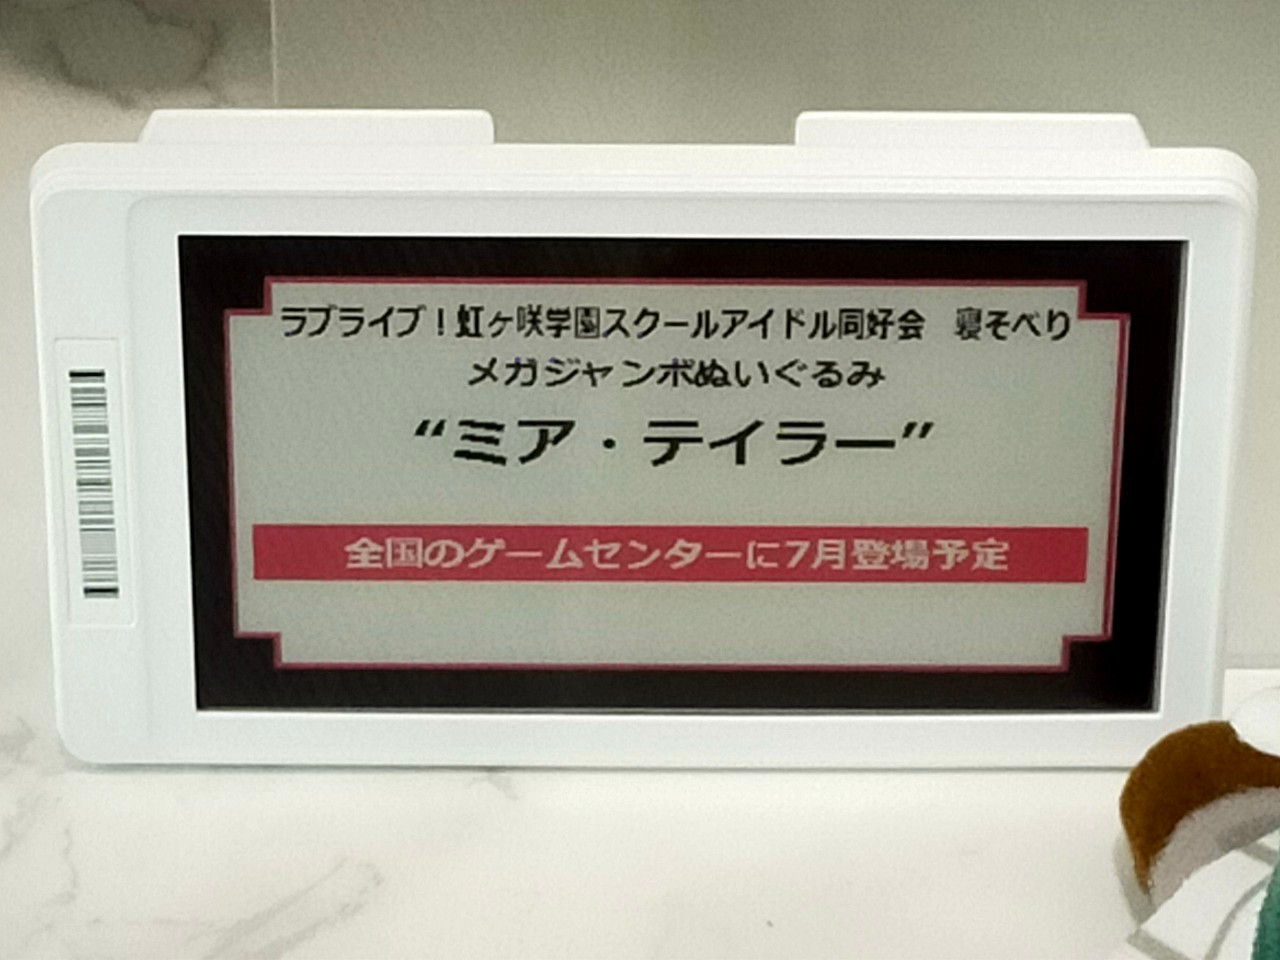 ラブライブ！虹ヶ咲学園スクールアイドル同好会　寝そべり
メガジャンボぬいぐるみ
“ミア・テイラー”
全国のゲームセンターに7月登場予定